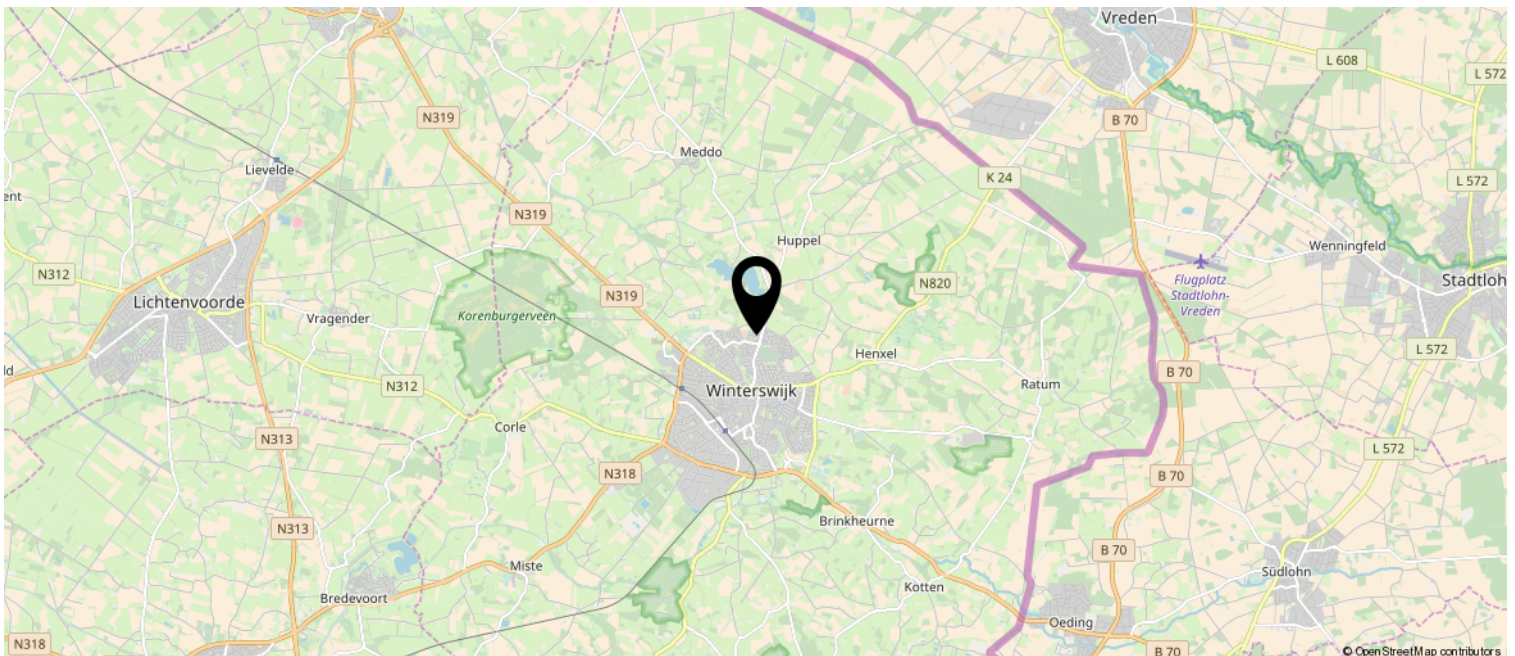 Vreden
L 608
L 572
N319
B 70
Meddo
Lievelde
K 24
L 572
ent
N319
Huppel
Wenningfeld
N312
N820
Flugplatz
Stadtlohn-
Vreden
Stadtloh
N319
Lichtenvoorde
Korenburgerveen
Vragender
Henxel
L 572
ld
B 70
N312
Winterswijk
Ratum
Corle
N313
L 572
N318
B 70
Brinkheurne
N313
B 70
Miste
Südlohn
Kotten
Bredevoort
Oeding
N318
B 70
© OpenStreetMap contributors